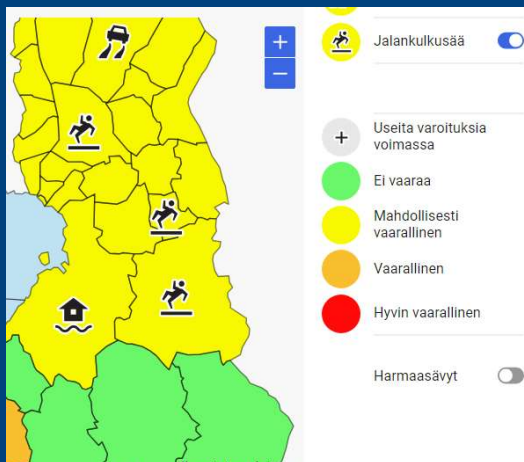 +
−
Jalankulkusää
+
Useita varoituksia
voimassa
Ei vaaraa
Mahdollisesti
vaarallinen
Vaarallinen
Hyvin vaarallinen
Harmaasävyt